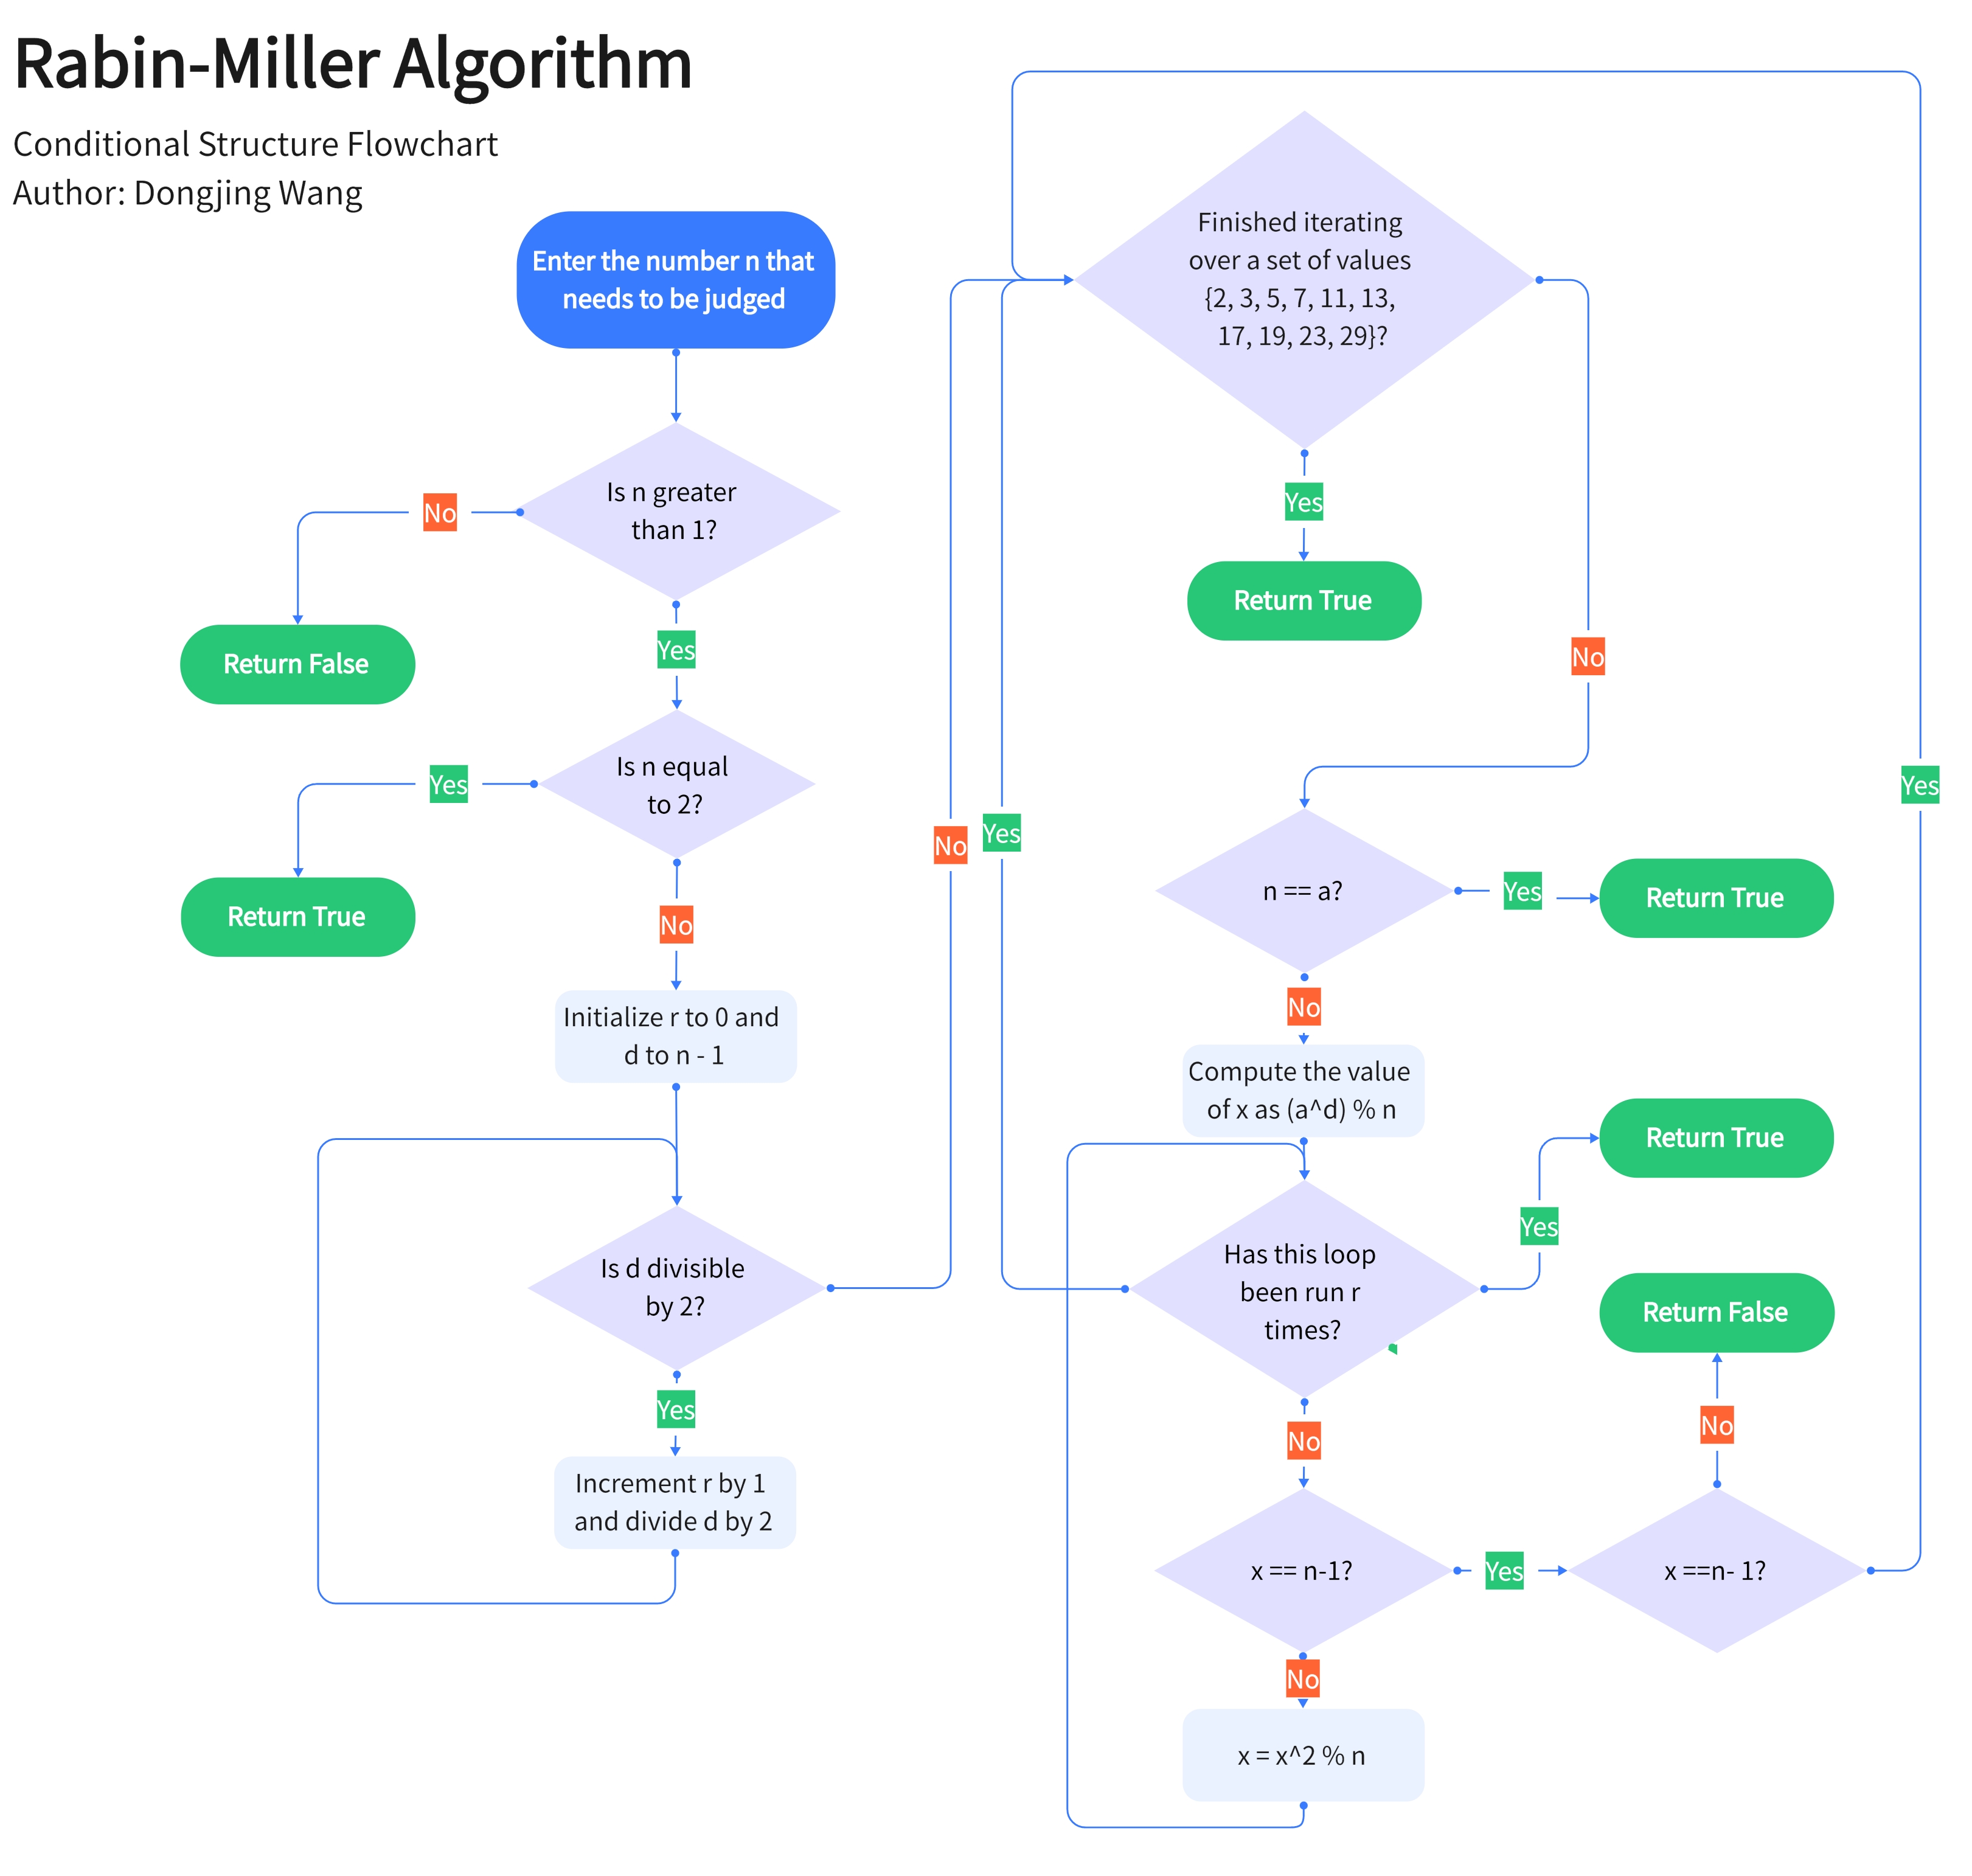 Rabin-Miller Algorithm
Conditional Structure Flowchart
Author: Dongjing Wang
Enter the number n that
needs to be judged
Is n greater
than 1?
No
Return False
Yes
Is n equal
to 2?
Yes
Return True
No
Initialize r to 0 and
d to n - 1
Is d divisible
by 2?
No
Yes
Increment r by 1
and divide d by 2
Finished iterating
over a set of values
{2, 3, 5, 7, 11, 13,
17, 19, 23, 29}?
Yes
Return True
No
n == a?
Yes
Return True
No
Compute the value
of x as (a^d) % n
Has this loop
been run r
times?
Yes
Yes
Return True
No
x == n-1?
Yes
x ==n- 1?
No
Return False
Yes
No
x = x^2 % n